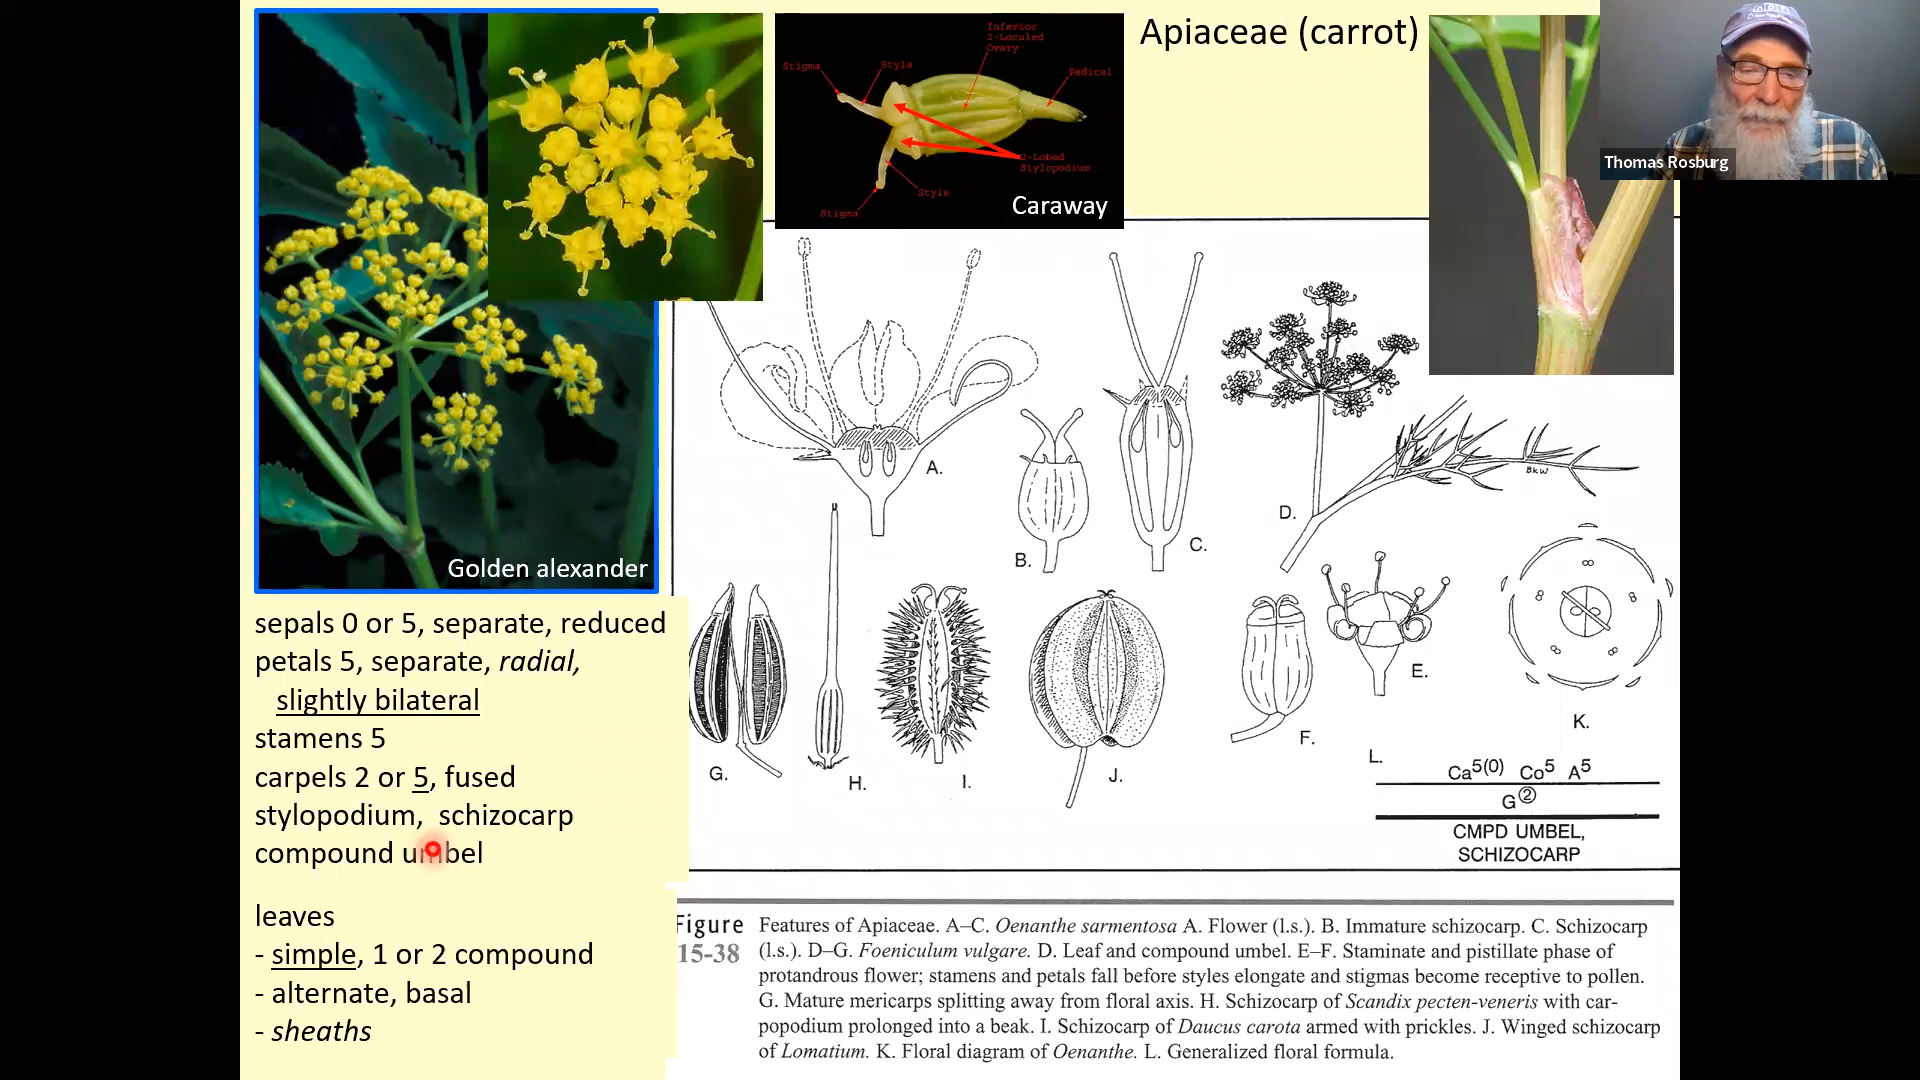 Apiaceae (carrot)
Thomas Rosburg
Inferior
2-Loculed
Ovary
Stigma
Style
Pedicel
2-Lobed
Stylopodium
Style
Stigma
Caraway
Golden alexander
sepals 0 or 5, separate, reduced
petals 5, separate, radial,
slightly bilateral
stamens 5
carpels 2 or 5, fused
stylopodium, schizocarp
compound umbel
leaves
- simple, 1 or 2 compound
- alternate, basal
- sheaths
A.
B.
C.
D.
BKW
E.
F.
G.
H.
I.
J.
K.
L.
Ca5(0) Co5 A5
G②
CMPD UMBEL,
SCHIZOCARP
Figure
15-38
Features of Apiaceae. A–C. Oenanthe sarmentosa A. Flower (l.s.). B. Immature schizocarp. C. Schizocarp
(l.s.). D–G. Foeniculum vulgare. D. Leaf and compound umbel. E–F. Staminate and pistillate phase of
protandrous flower; stamens and petals fall before styles elongate and stigmas become receptive to pollen.
G. Mature mericarps splitting away from floral axis. H. Schizocarp of Scandix pecten-veneris with car-
popodium prolonged into a beak. I. Schizocarp of Daucus carota armed with prickles. J. Winged schizocarp
of Lomatium. K. Floral diagram of Oenanthe. L. Generalized floral formula.